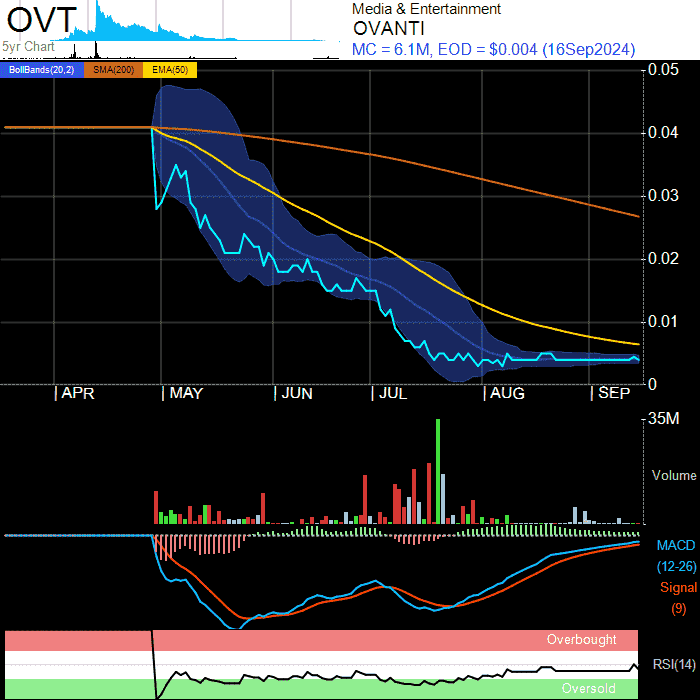 OVT
5yr Chart
Media & Entertainment
OVANTI
MC = 6.1M, EOD = $0.004 (16Sep2024)
BollBands(20,2) SMA(200) EMA(50)
0.05
0.04
0.03
0.02
0.01
0
| APR | MAY | JUN | JUL | AUG | SEP
35M
Volume
MACD
(12-26)
Signal
(9)
Overbought
RSI(14)
Oversold